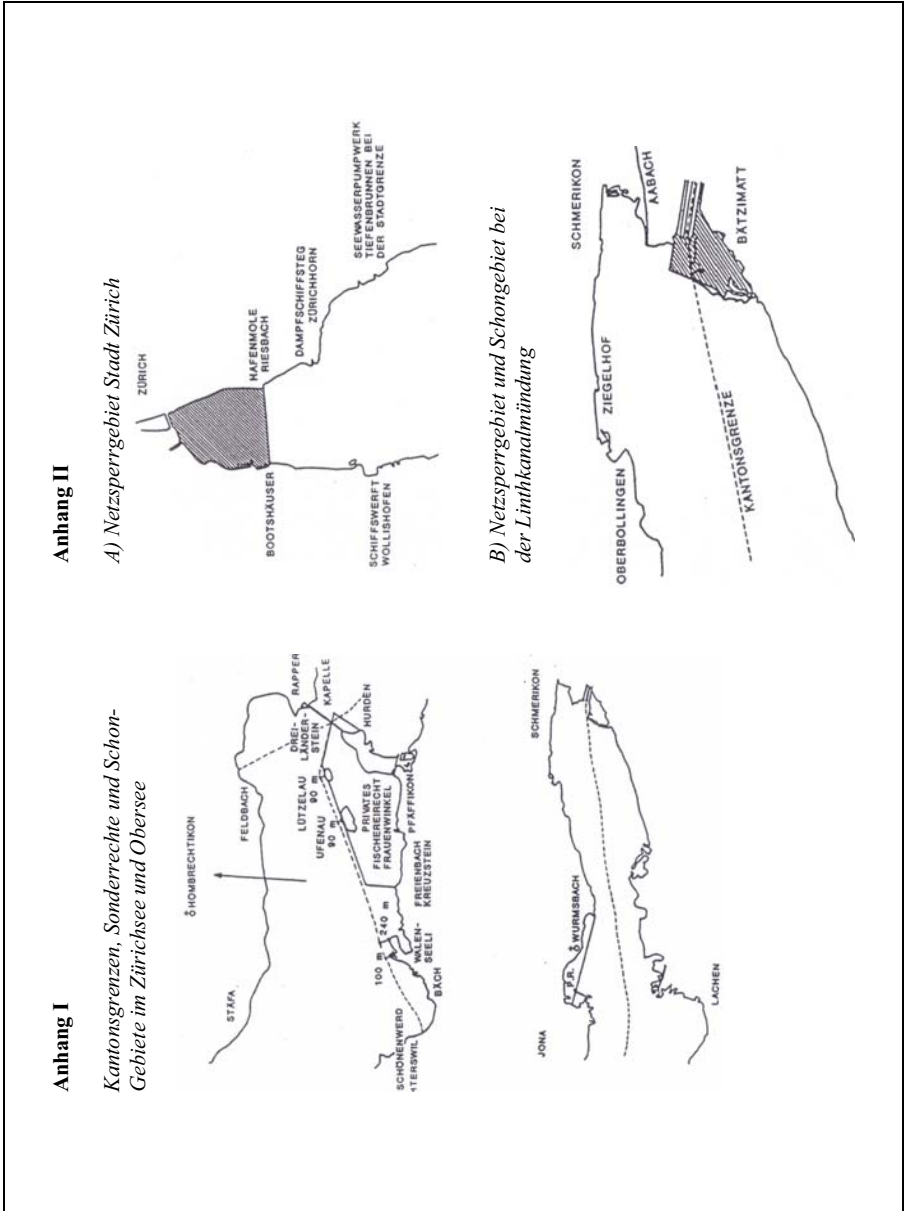 Anhang I
Kantonsgrenzen, Sonderrechte und Schon-
Gebiete im Zürichsee und Obersee
HOMBRECHTIKON
STÄFA
FELDBACH
RAPPER
KAPELLE
DREI-
LÄNDER-
STEIN
HURDEN
LÜTZELAU
90 m
UFENAU
90 m
PRIVATES
FISCHEREIRECHT
FRAUENWINKEL
PFÄFFIKON
P.R.
FREIENBACH
KREUZSTEIN
240 m
100 m
WALEN-
SEELI
BÄCH
SCHÖNENWERD
HTERSWIL
SCHMERIKON
WURMSBACH
P.R.
JONA
LACHEN
Anhang II
A) Netzsperrgebiet Stadt Zürich
ZÜRICH
HAFENMOLE
RIESBACH
DAMPFSCHIFFSTEG
ZÜRICHHORN
SEEWASSERPUMPWERK
TIEFENBRUNNEN BEI
DER STADTGRENZE
BOOTSHÄUSER
SCHIFFSWERFT
WOLLISHOFEN
B) Netzsperrgebiet und Schongebiet bei
der Linthkanalmündung
SCHMERIKON
AABACH
ZIEGELHOF
OBERBOLLINGEN
BÄTZIMATT
KANTONSGRENZE